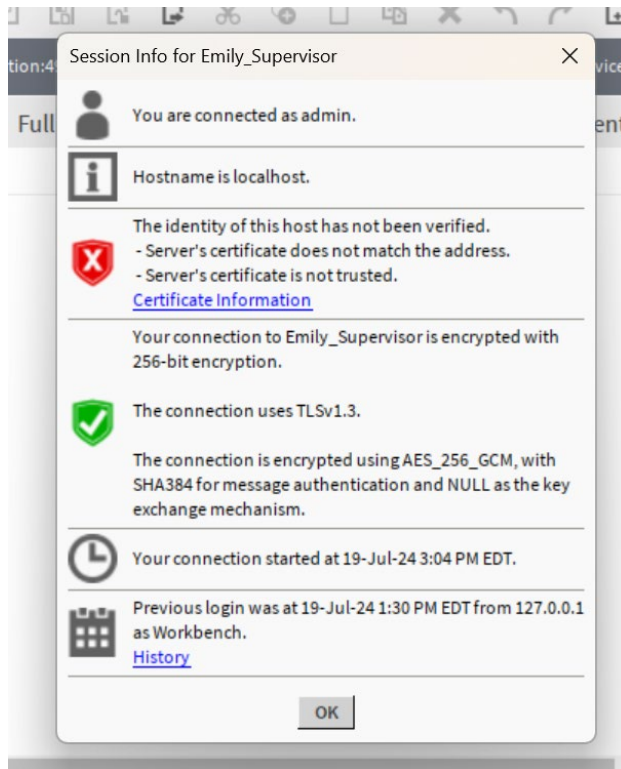 Session Info for Emily_Supervisor
tion:4
vice
Full
ent
You are connected as admin.
Hostname is localhost.
The identity of this host has not been verified.
- Server's certificate does not match the address.
- Server's certificate is not trusted.
Certificate Information
Your connection to Emily_Supervisor is encrypted with
256-bit encryption.
The connection uses TLSv1.3.
The connection is encrypted using AES_256_GCM, with
SHA384 for message authentication and NULL as the key
exchange mechanism.
Your connection started at 19-Jul-24 3:04 PM EDT.
Previous login was at 19-Jul-24 1:30 PM EDT from 127.0.0.1
as Workbench.
History
OK